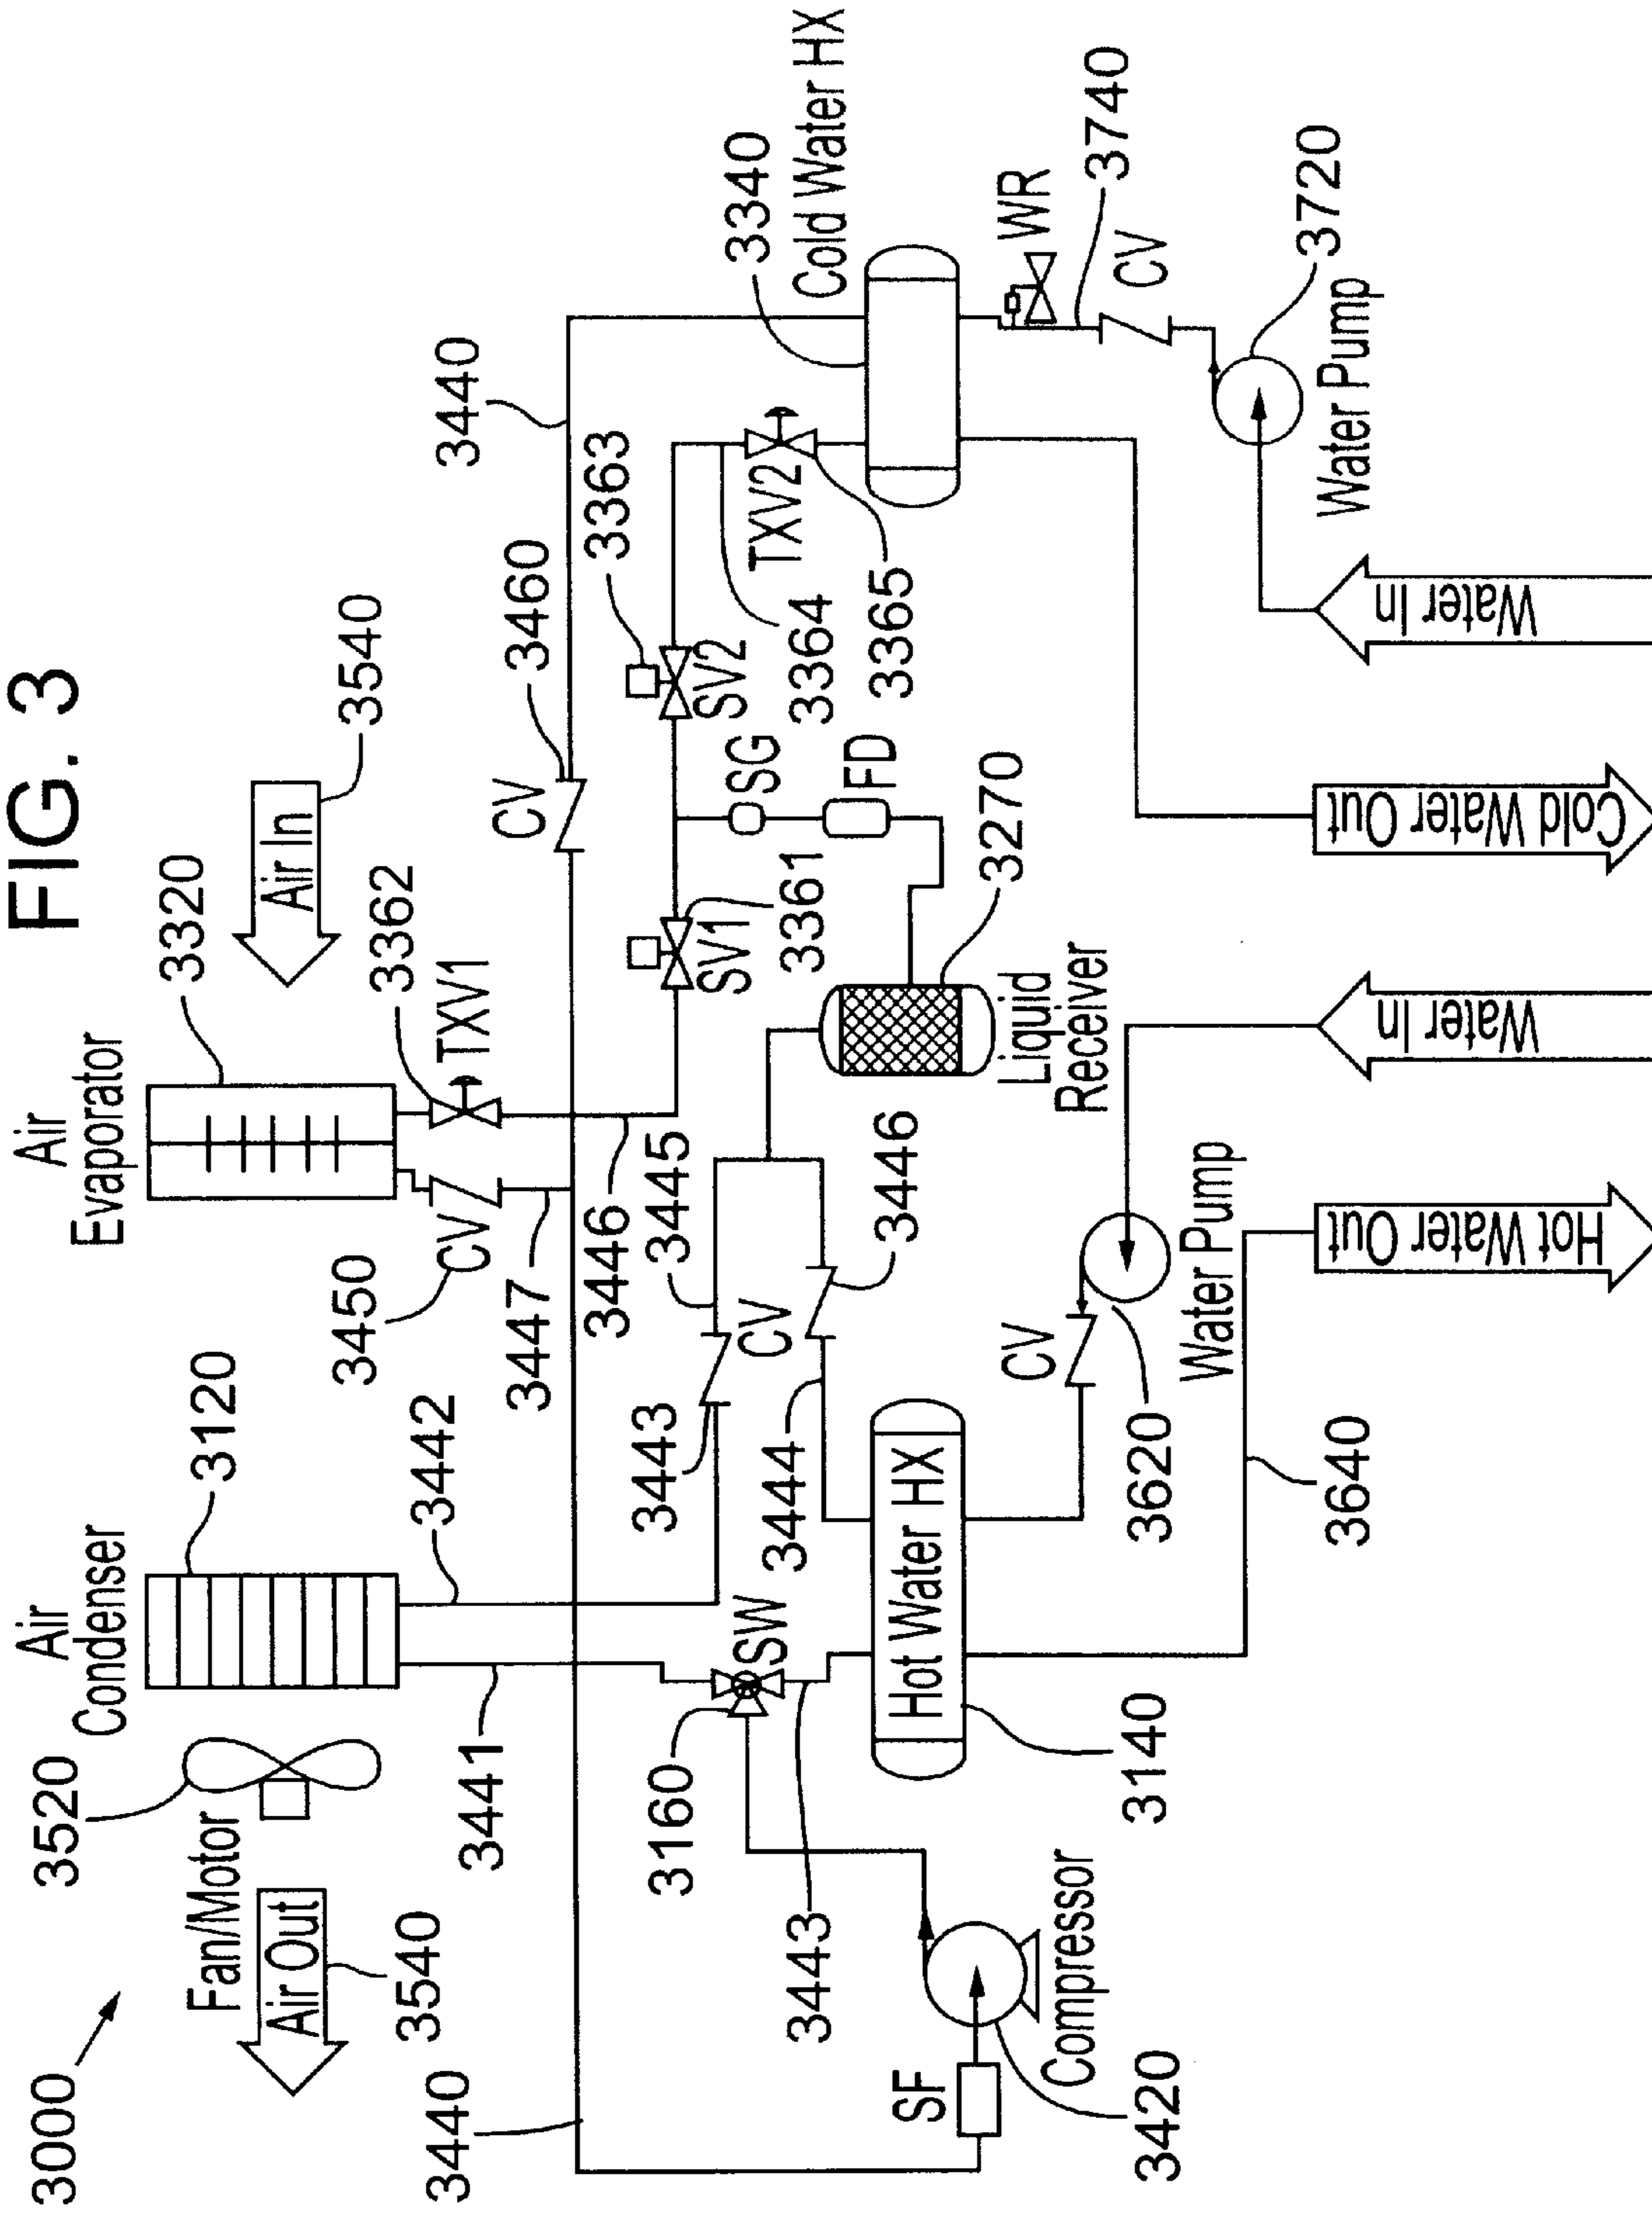 FIG. 3
3000
3520
Fan/Motor
Air Out
3540
Air
Condenser
3120
3441
3442
Air
Evaporator
3320
Air In
3540
3362
TXV1
CV
3450
3447
3446
3440
CV
3460
3440
3363
SV2
SV1
3361
SG
FD
3364
TXV2
3365
3340
Cold Water HX
WR
3740
CV
3720
Water Pump
3445
3443
CV
3446
3444
3270
Liquid
Receiver
SW
3160
3443
Hot Water HX
3140
CV
3620
Water Pump
3640
SF
Compressor
3420
Hot Water Out
Water In
Cold Water Out
Water In